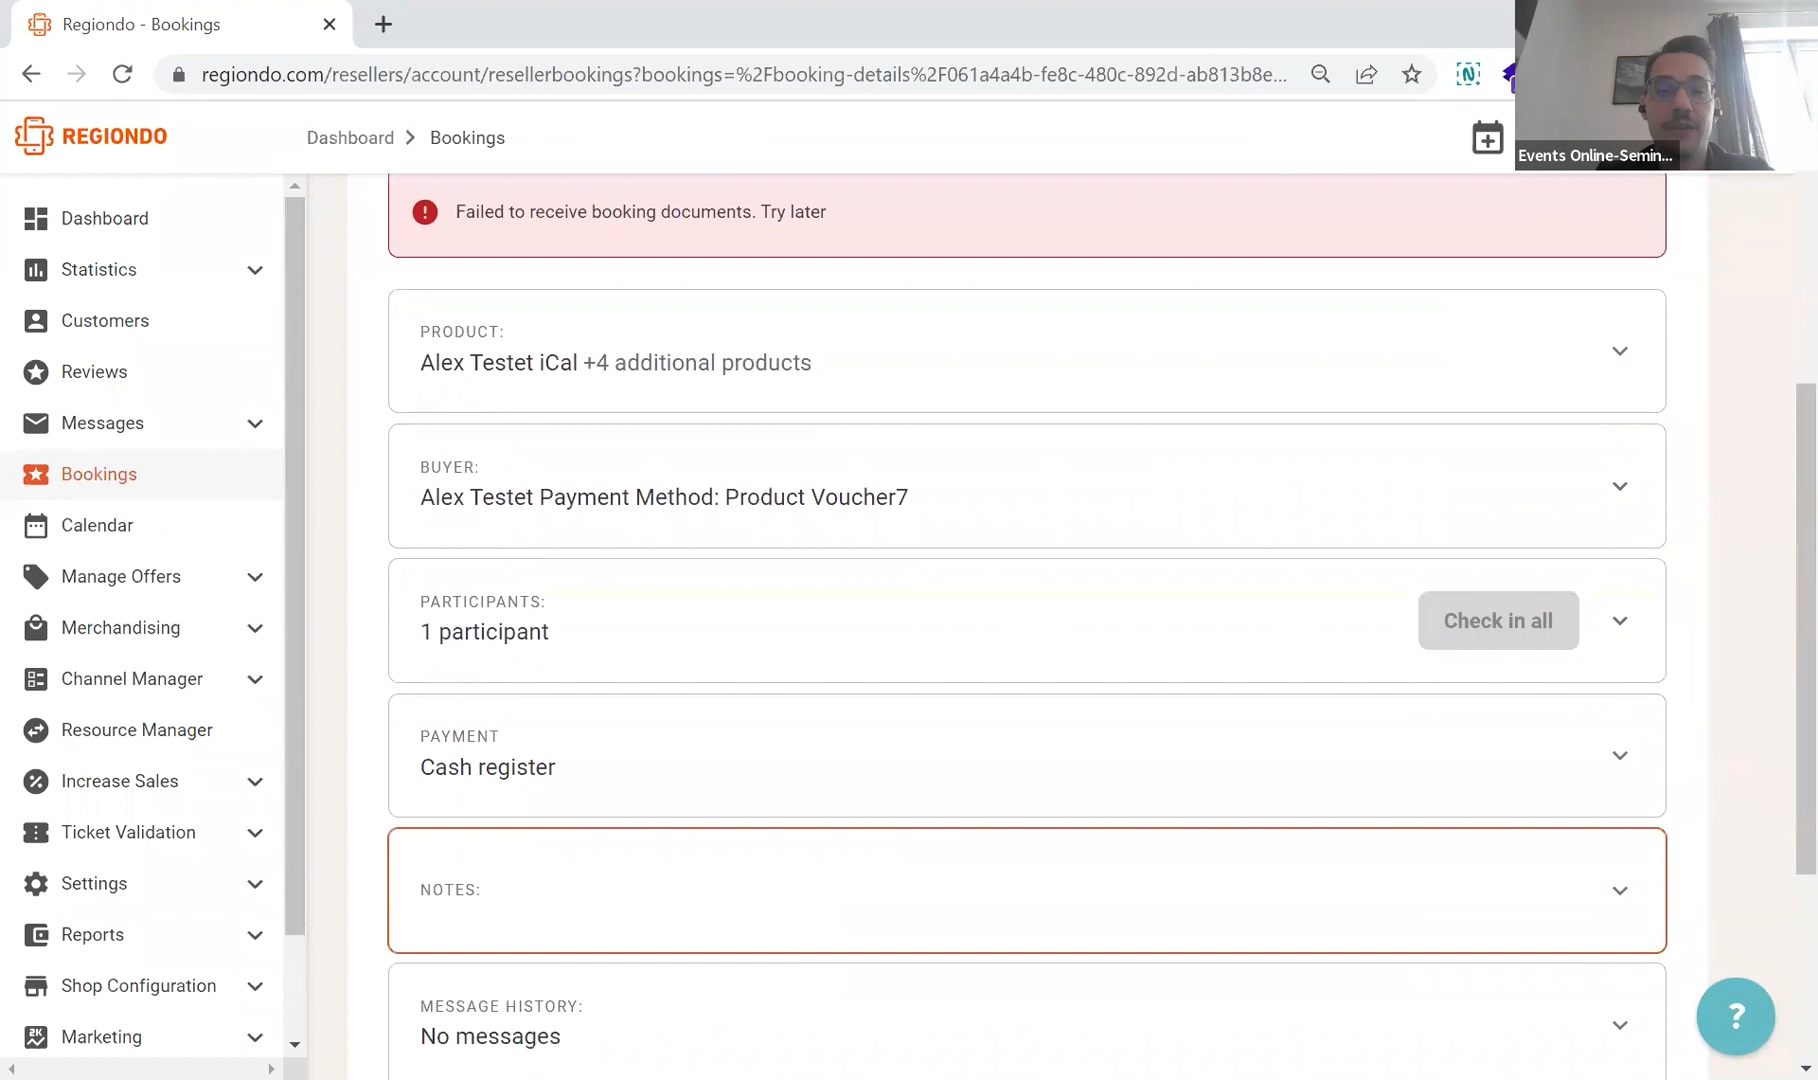 Regiondo - Bookings
regiondo.com/resellers/account/resellerbookings?bookings=%2Fbooking-details%2F061a4a4b-fe8c-480c-892d-ab813b8e...
Events Online-Semin...
REGIONDO
Dashboard > Bookings
Dashboard
Statistics
Customers
Reviews
Messages
Bookings
Calendar
Manage Offers
Merchandising
Channel Manager
Resource Manager
Increase Sales
Ticket Validation
Settings
Reports
Shop Configuration
Marketing
Failed to receive booking documents. Try later
PRODUCT:
Alex Testet iCal +4 additional products
BUYER:
Alex Testet Payment Method: Product Voucher7
PARTICIPANTS:
1 participant
Check in all
PAYMENT
Cash register
NOTES:
MESSAGE HISTORY:
No messages
?